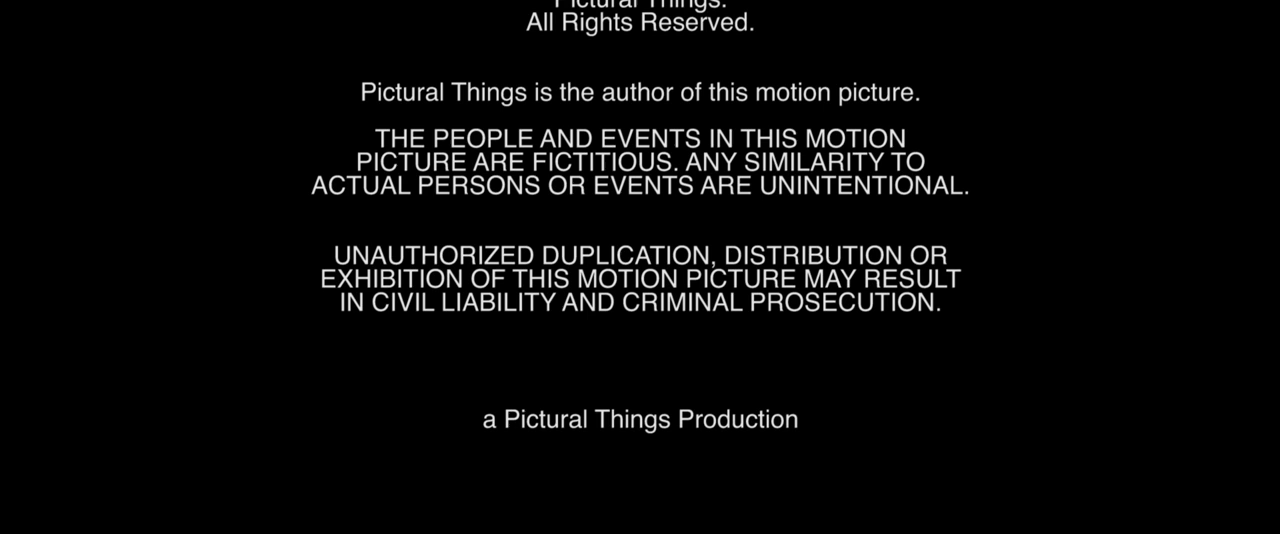 Pictural Things.
All Rights Reserved.
Pictural Things is the author of this motion picture.
THE PEOPLE AND EVENTS IN THIS MOTION
PICTURE ARE FICTITIOUS. ANY SIMILARITY TO
ACTUAL PERSONS OR EVENTS ARE UNINTENTIONAL.
UNAUTHORIZED DUPLICATION, DISTRIBUTION OR
EXHIBITION OF THIS MOTION PICTURE MAY RESULT
IN CIVIL LIABILITY AND CRIMINAL PROSECUTION.
a Pictural Things Production